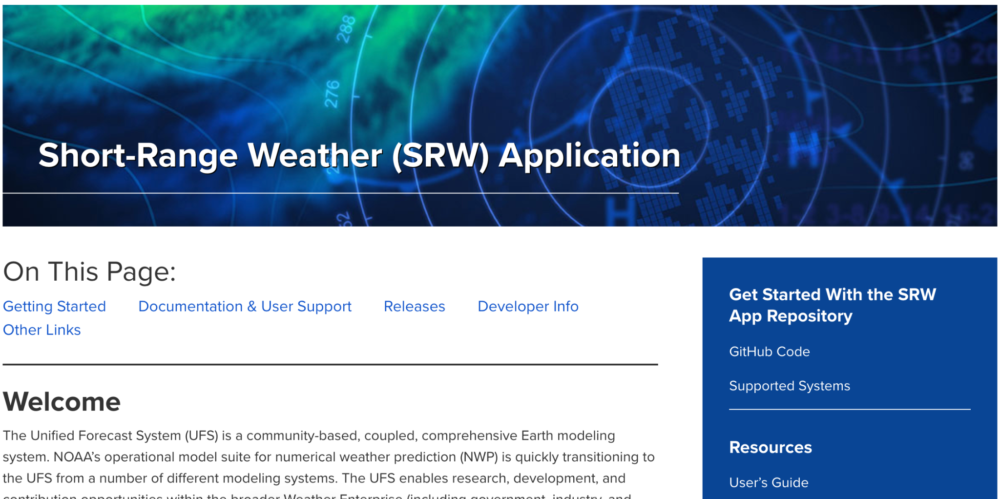 288
276
Short-Range Weather (SRW) Application
H
H
On This Page:
Getting Started Documentation & User Support Releases Developer Info
Other Links
Get Started With the SRW
App Repository
GitHub Code
Supported Systems
Welcome
The Unified Forecast System (UFS) is a community-based, coupled, comprehensive Earth modeling
system. NOAA’s operational model suite for numerical weather prediction (NWP) is quickly transitioning to
the UFS from a number of different modeling systems. The UFS enables research, development, and
contribution opportunities within the broader Weather Enterprise (including government, industry, and
Resources
User’s Guide